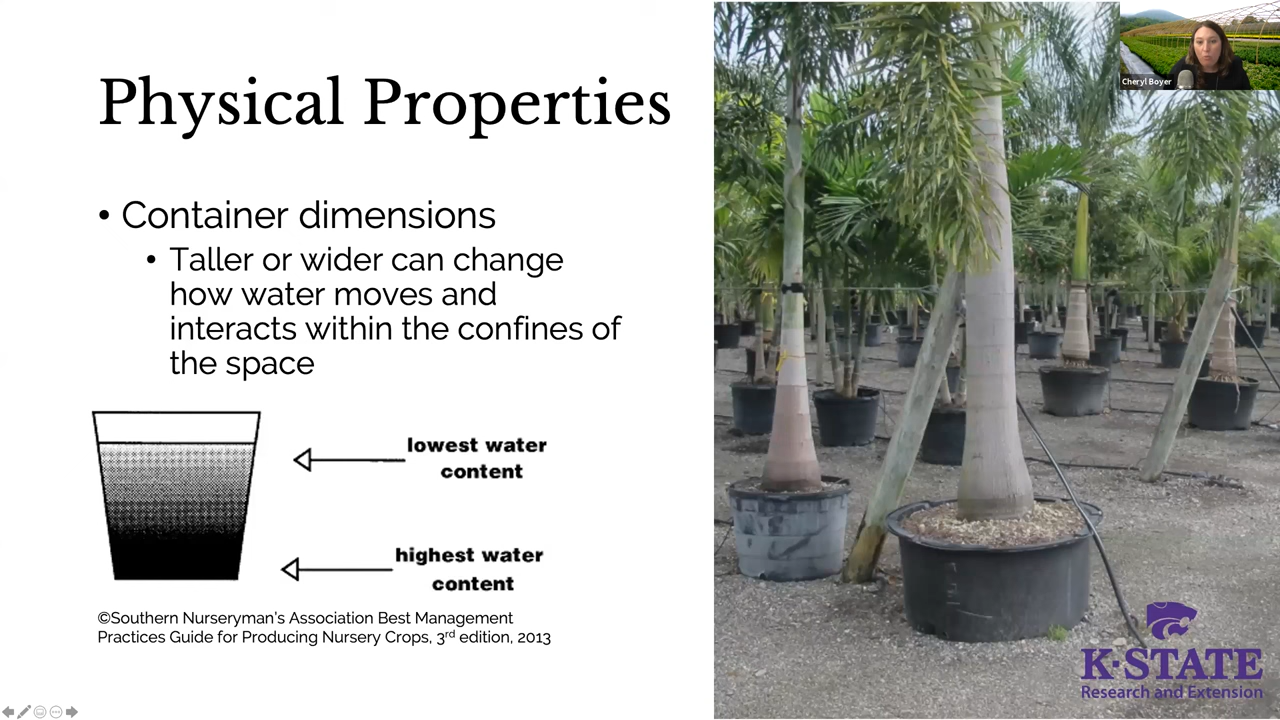 Physical Properties
• Container dimensions
• Taller or wider can change
how water moves and
interacts within the confines of
the space
lowest water
content
highest water
content
©Southern Nurseryman's Association Best Management
Practices Guide for Producing Nursery Crops, 3rd edition, 2013
Cheryl Boyer
K-STATE
Research and Extension